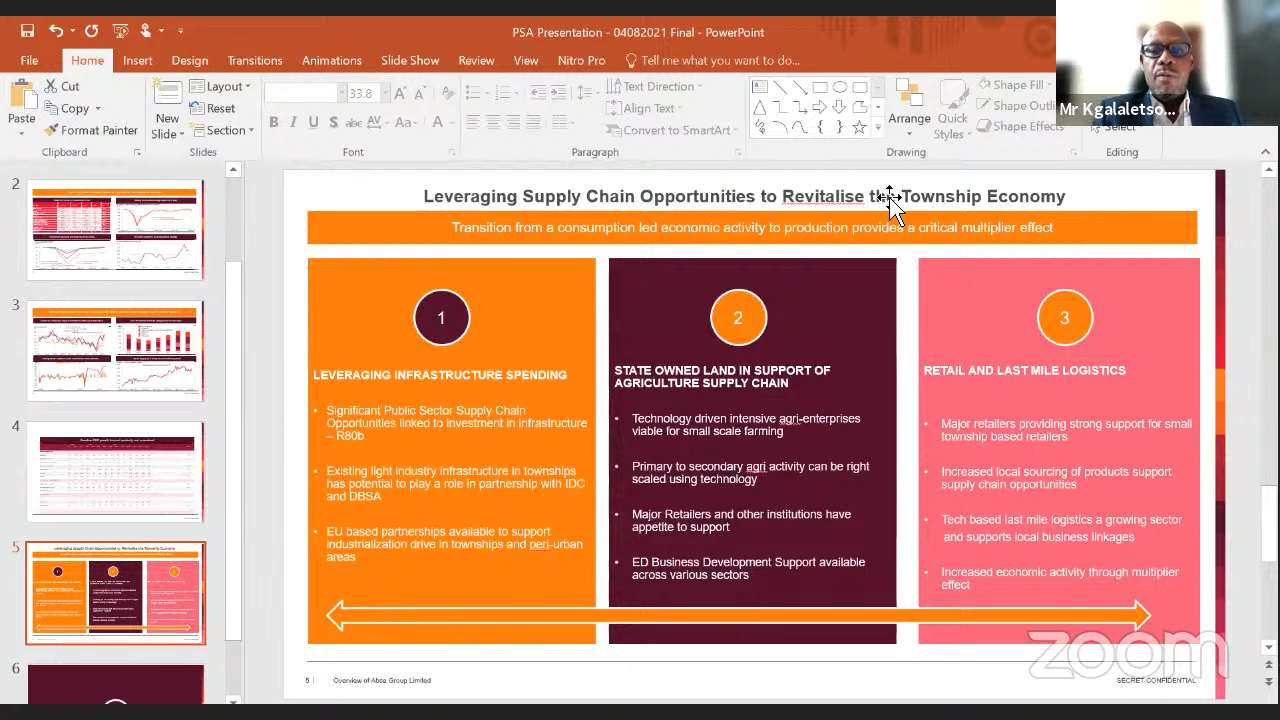 PSA Presentation - 04082021 Final - PowerPoint
File Home Insert Design Transitions Animations Slide Show Review View Nitro Pro Tell me what you want to do...
Mr Kgalaletso...
Paste
Cut
Copy
Format Painter
Clipboard
New
Slide
Layout
Reset
Section
Slides
33.8
B I U S abc AV Aa A
Font
Text Direction
Align Text
Convert to SmartArt
Paragraph
Arrange
Quick
Styles
Shape Fill
Shape Outli
Shape Effects
Drawing
Select
Editing
2
3
4
5
6
Leveraging Supply Chain Opportunities to Revitalise the Township Economy
Transition from a consumption led economic activity to production provides a critical multiplier effect
1
LEVERAGING INFRASTRUCTURE SPENDING
• Significant Public Sector Supply Chain
Opportunities linked to investment in infrastructure
– R80b
• Existing light industry infrastructure in townships
has potential to play a role in partnership with IDC
and DBSA
• EU based partnerships available to support
industrialization drive in townships and peri-urban
areas
2
STATE OWNED LAND IN SUPPORT OF
AGRICULTURE SUPPLY CHAIN
• Technology driven intensive agri-enterprises
viable for small scale farming
• Primary to secondary agri activity can be right
scaled using technology
• Major Retailers and other institutions have
appetite to support
• ED Business Development Support available
across various sectors
3
RETAIL AND LAST MILE LOGISTICS
• Major retailers providing strong support for small
township based retailers
• Increased local sourcing of products support
supply chain opportunities
• Tech based last mile logistics a growing sector
and supports local business linkages
• Increased economic activity through multiplier
effect
Overview of Absa Group Limited
SECRET CONFIDENTIAL
zoom